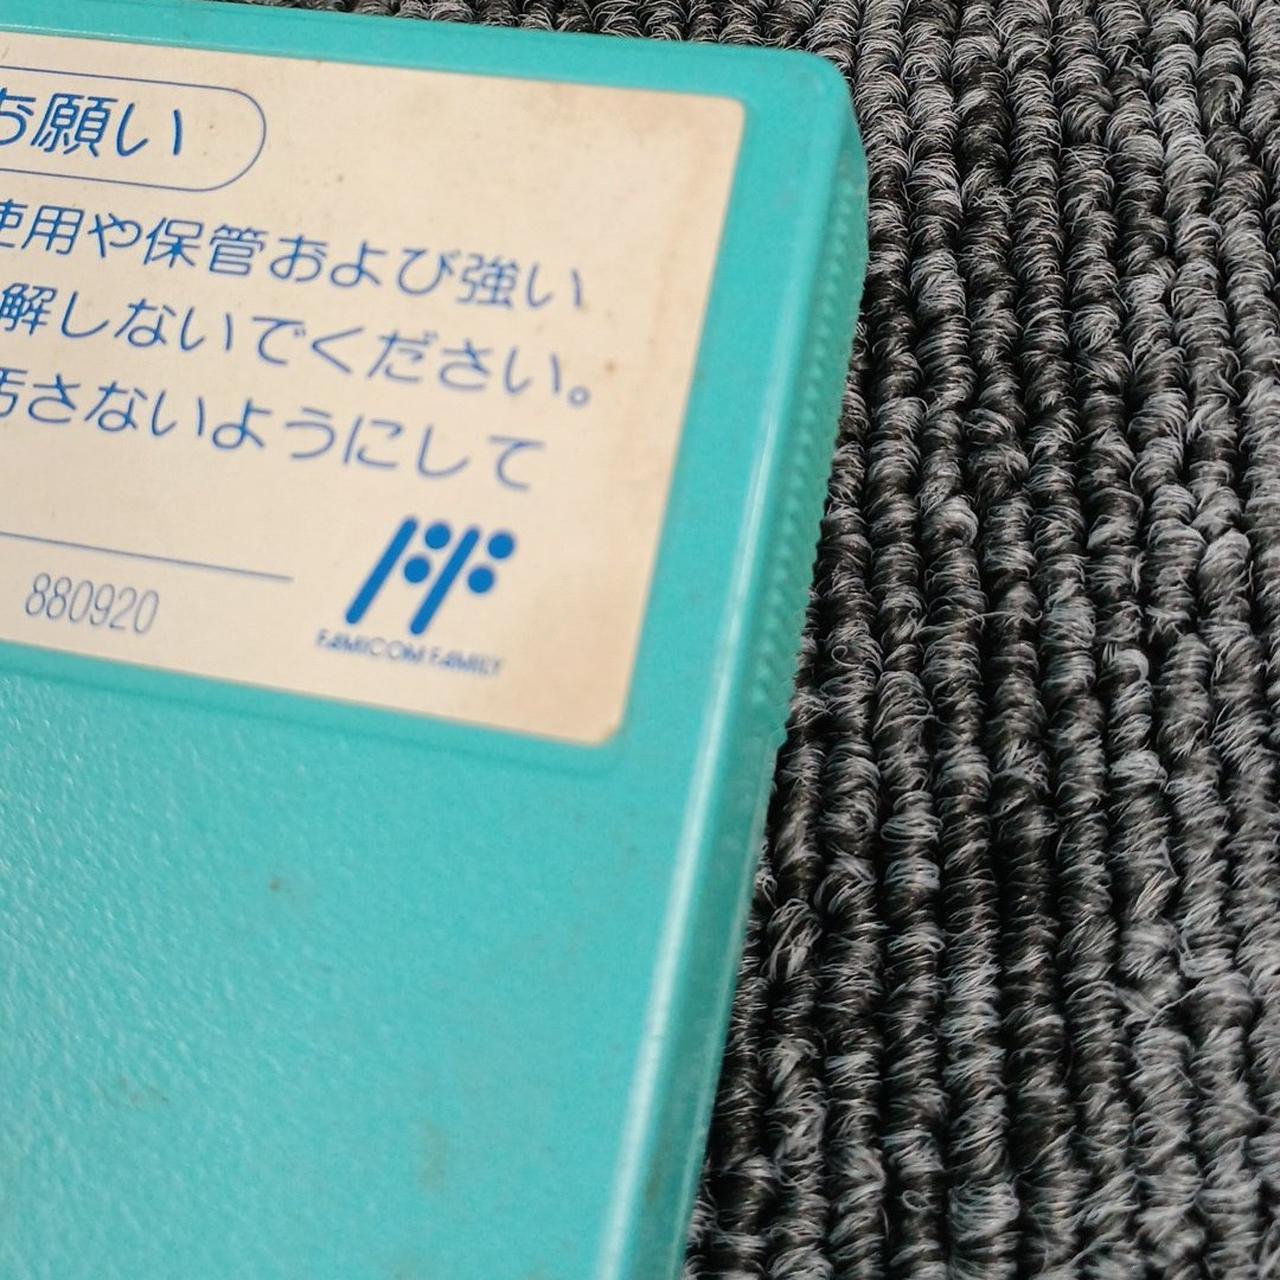 お願い
使用や保管および強い
解しないでください。
汚さないようにして
880920
FAMICOM FAMILY